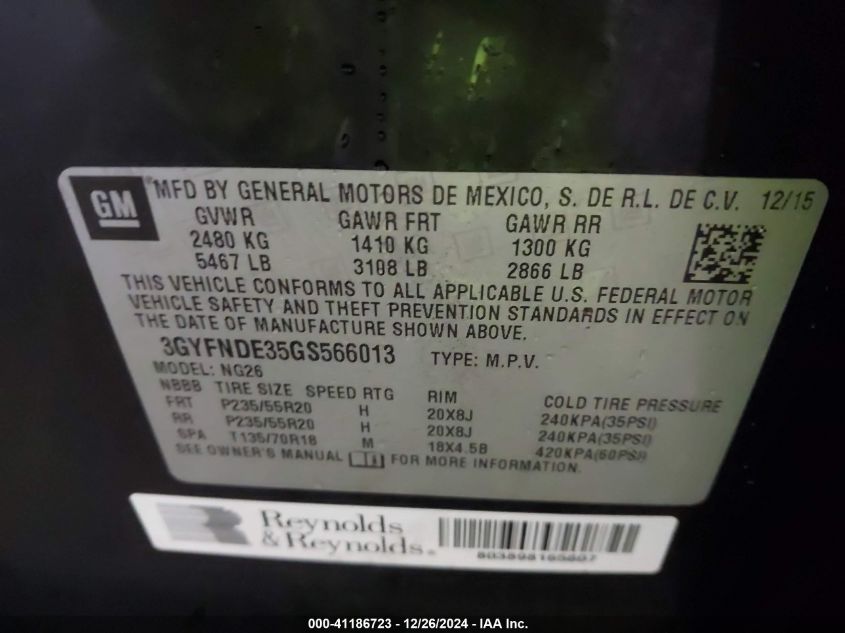 GM
®MFD BY GENERAL MOTORS DE MEXICO, S. DE R.L. DE C.V. 12/15
GVWR GAWR FRT GAWR RR
2480 KG 1410 KG 1300 KG
5467 LB 3108 LB 2866 LB
THIS VEHICLE CONFORMS TO ALL APPLICABLE U.S. FEDERAL MOTOR
VEHICLE SAFETY AND THEFT PREVENTION STANDARDS IN EFFECT ON
THE DATE OF MANUFACTURE SHOWN ABOVE.
3GYFNDE35GS566013 TYPE: M.P.V.
MODEL: NG26
NBBB TIRE SIZE SPEED RTG RIM COLD TIRE PRESSURE
FRT P235/55R20 H 20X8J 240KPA(35PSI)
RR P235/55R20 H 20X8J 240KPA(35PSI)
SPA T135/70R18 M 18X4.5B 420KPA(60PSI)
SEE OWNER'S MANUAL FOR MORE INFORMATION.
Reynolds
& Reynolds®
000-41186723 - 12/26/2024 - IAA Inc.